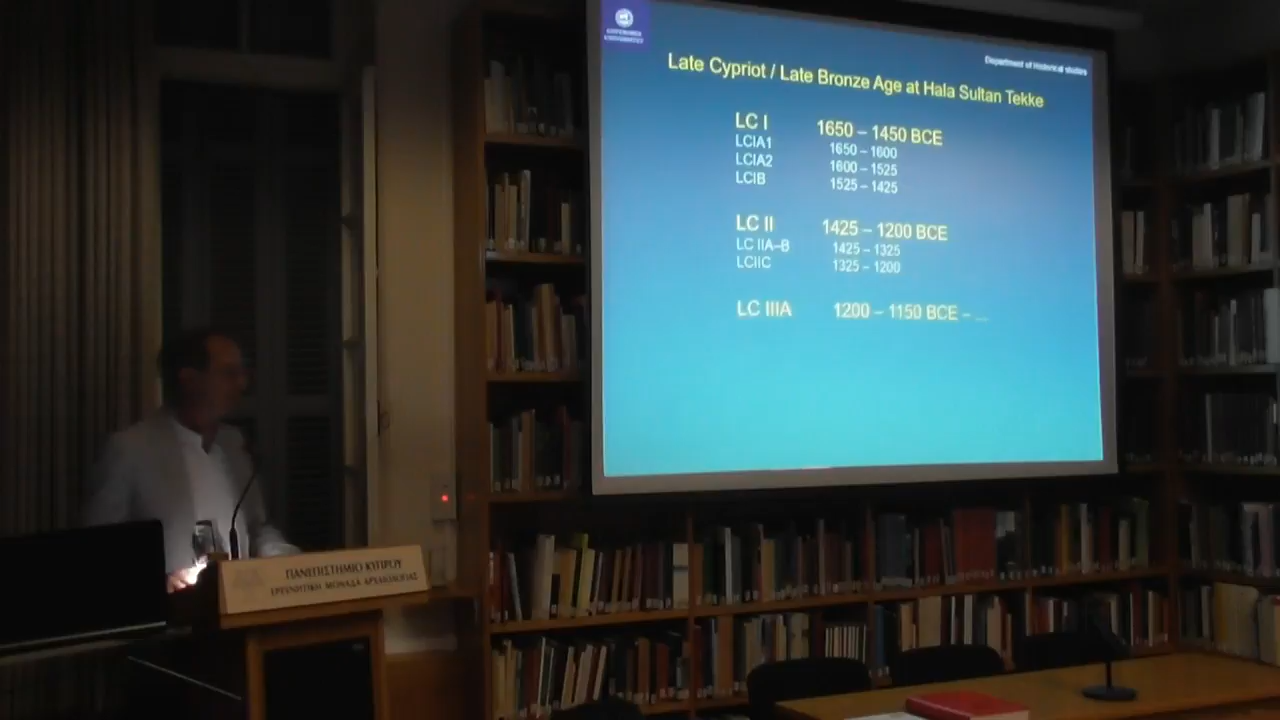 GÖTEBORGS
UNIVERSITET
Department of historical studies
Late Cypriot / Late Bronze Age at Hala Sultan Tekke
LC I 1650 – 1450 BCE
LCIA1 1650 – 1600
LCIA2 1600 – 1525
LCIB 1525 – 1425
LC II 1425 – 1200 BCE
LC IIA–B 1425 – 1325
LCIIC 1325 – 1200
LC IIIA 1200 – 1150 BCE – ...
ΠΑΝΕΠΙΣΤΗΜΙΟ ΚΥΠΡΟΥ
ΕΡΕΥΝΗΤΙΚΗ ΜΟΝΑΔΑ ΑΡΧΑΙΟΛΟΓΙΑΣ